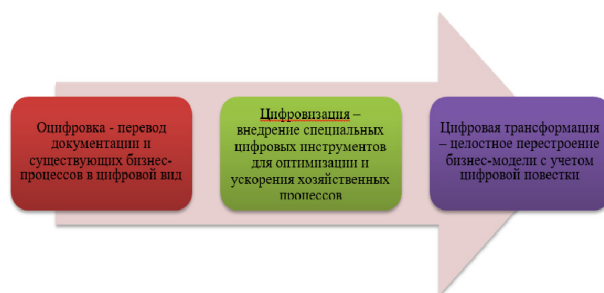 Оцифровка - перевод
документации и
существующих бизнес-
процессов в цифровой вид
Цифровизация –
внедрение специальных
цифровых инструментов
для оптимизации и
ускорения хозяйственных
процессов
Цифровая трансформация
– целостное перестроение
бизнес-модели с учетом
цифровой повестки